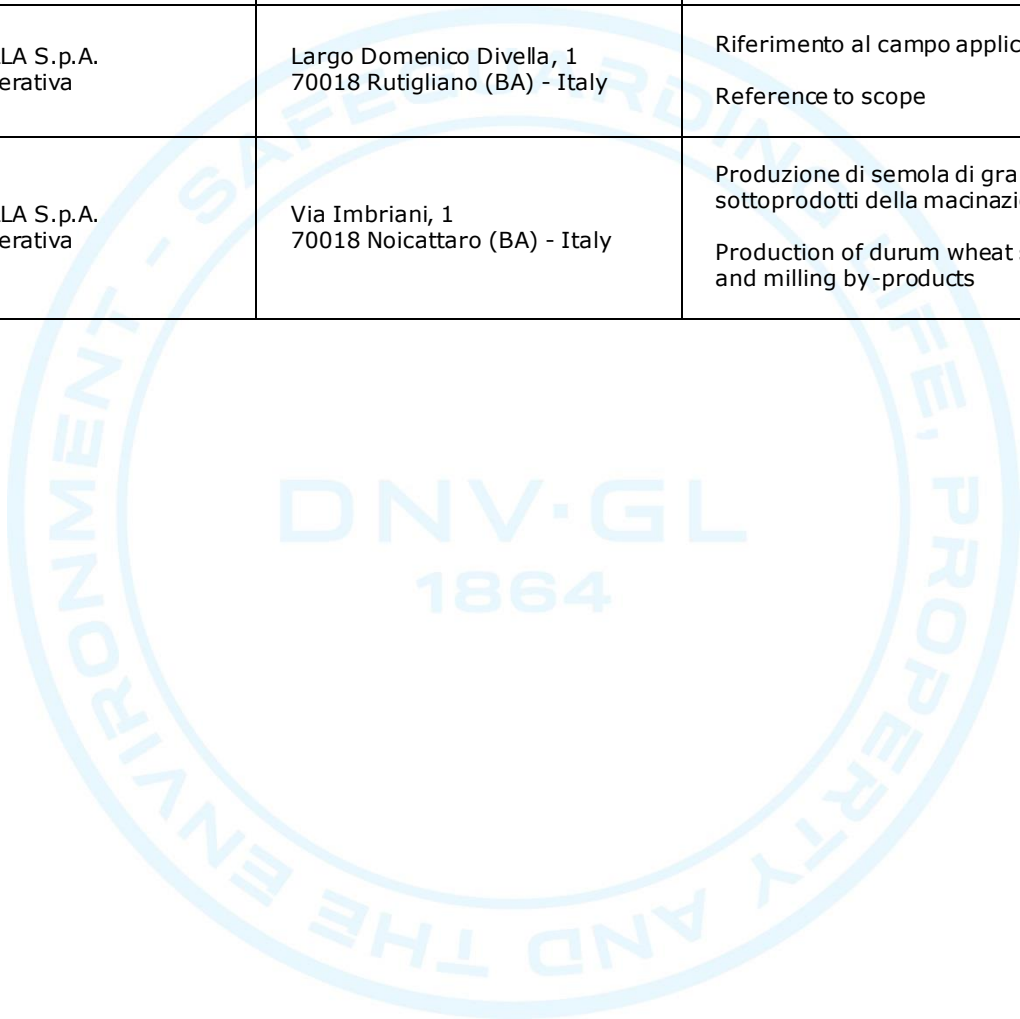 LA S.p.A.
erativa
Largo Domenico Divella, 1
70018 Rutigliano (BA) - Italy
Riferimento al campo applic
Reference to scope
LA S.p.A.
erativa
Via Imbriani, 1
70018 Noicattaro (BA) - Italy
Produzione di semola di gra
sottoprodotti della macinazi
Production of durum wheat s
and milling by-products
DNV·GL
1864
SAFEGUARDING LIFE, PROPERTY AND THE ENVIRONMENT -